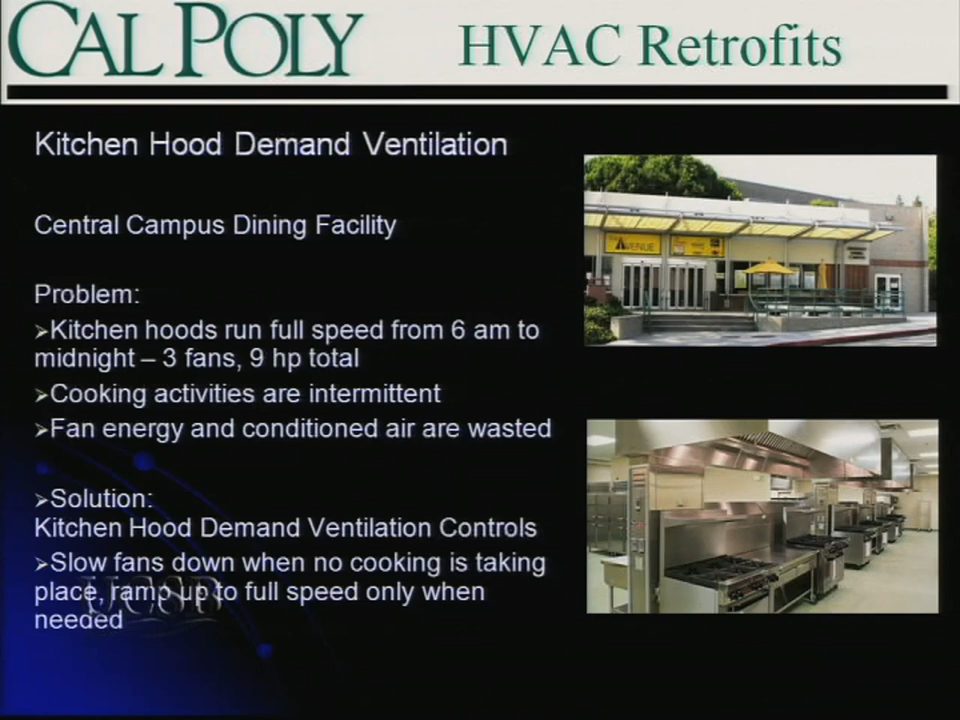 CAL POLY
HVAC Retrofits
Kitchen Hood Demand Ventilation
Central Campus Dining Facility
Problem:
➢Kitchen hoods run full speed from 6 am to
midnight – 3 fans, 9 hp total
➢Cooking activities are intermittent
➢Fan energy and conditioned air are wasted
➢Solution:
Kitchen Hood Demand Ventilation Controls
➢Slow fans down when no cooking is taking
place, ramp up to full speed only when
needed
UCSB
AVENUE